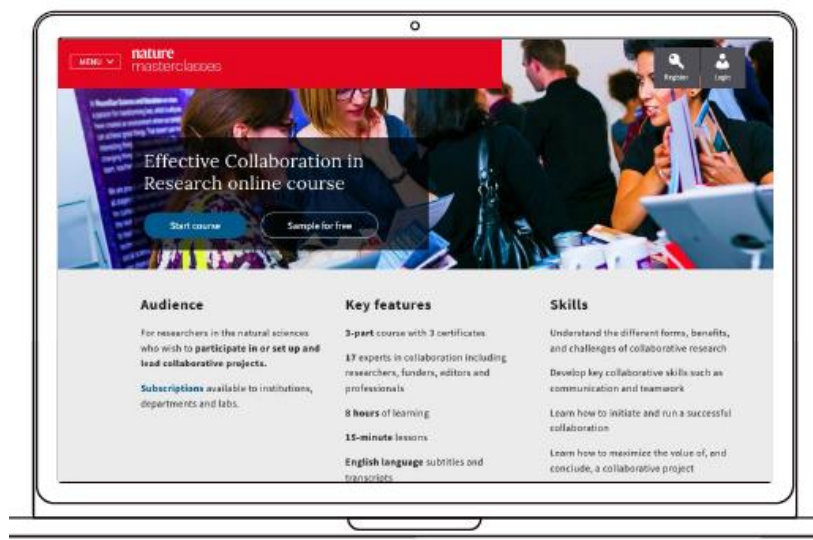 MENU
nature
masterclasses
Register
Login
Effective Collaboration in
Research online course
Start course
Sample for free
Audience
For researchers in the natural sciences
who wish to participate in or set up and
lead collaborative projects.
Subscriptions available to institutions,
departments and labs.
Key features
3-part course with 3 certificates
17 experts in collaboration including
researchers, funders, editors and
professionals
8 hours of learning
15-minute lessons
English language subtitles and
transcripts
Skills
Understand the different forms, benefits,
and challenges of collaborative research
Develop key collaborative skills such as
communication and teamwork
Learn how to initiate and run a successful
collaboration
Learn how to maximize the value of, and
conclude, a collaborative project